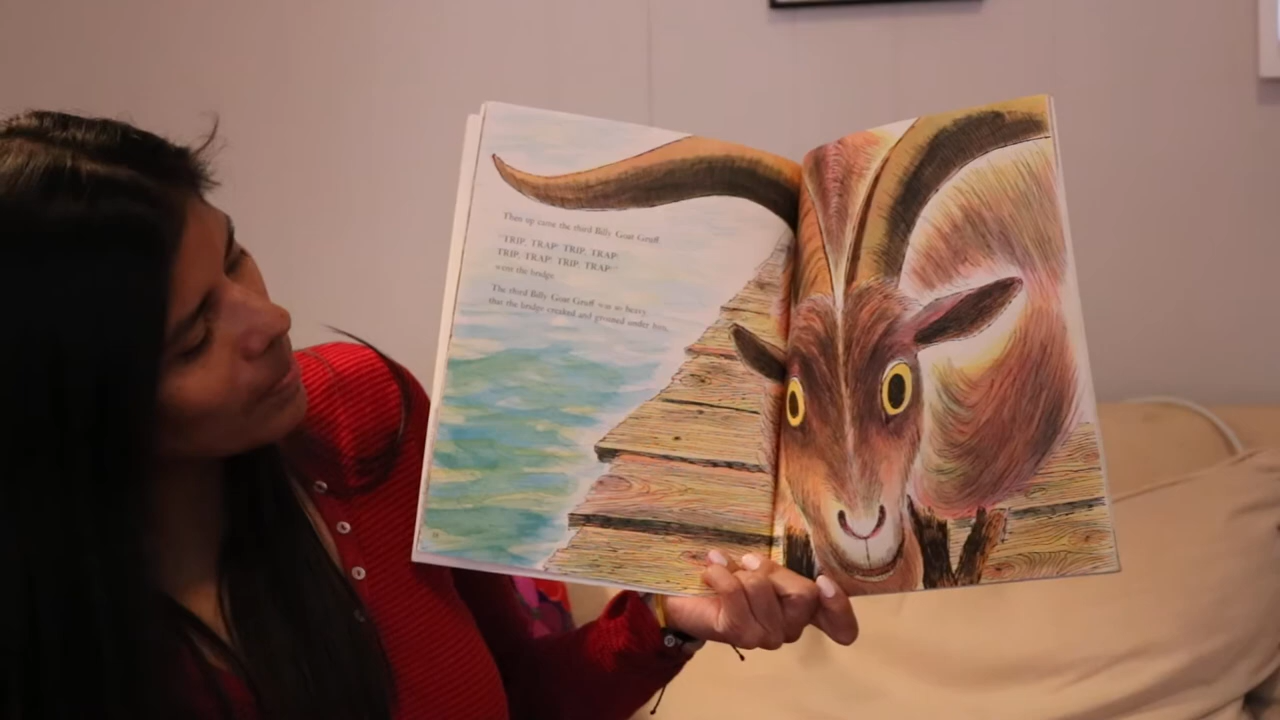 Then up came the third Billy Goat Gruff.
"TRIP, TRAP! TRIP, TRAP!
TRIP, TRAP! TRIP, TRAP!"
went the bridge.
The third Billy Goat Gruff was so heavy
that the bridge creaked and groaned under him.